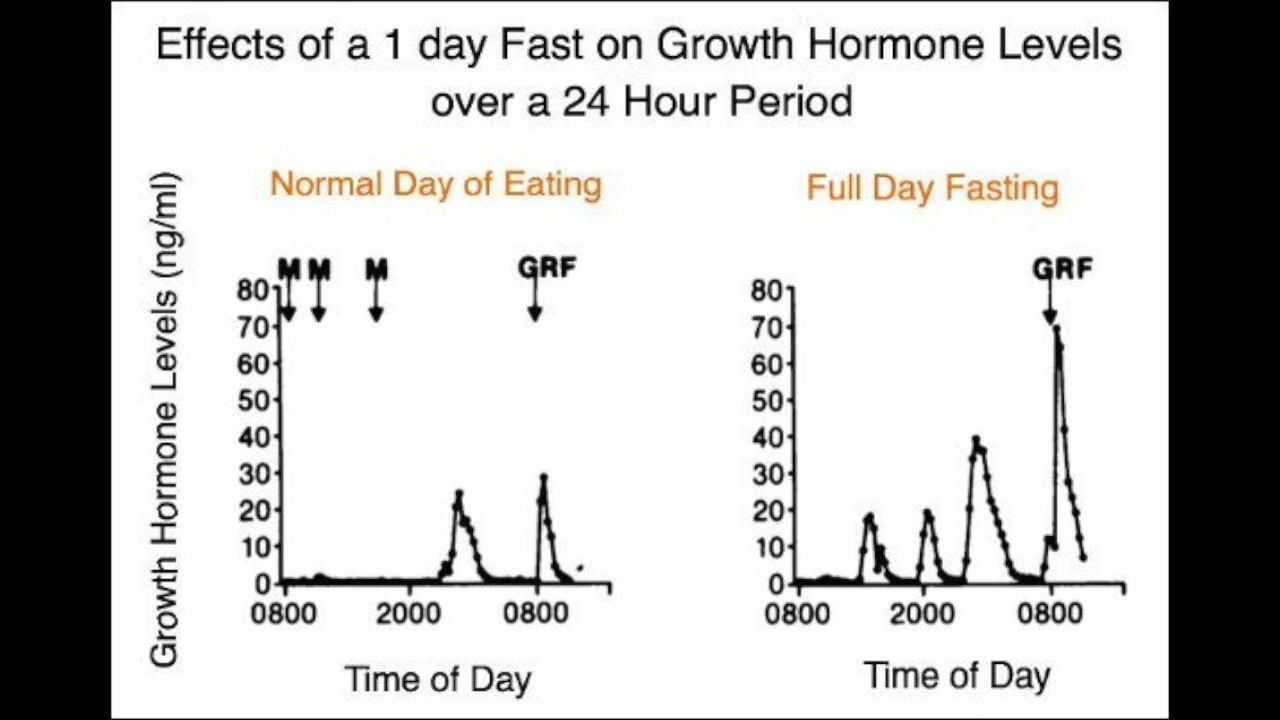 Effects of a 1 day Fast on Growth Hormone Levels
over a 24 Hour Period
Growth Hormone Levels (ng/ml)
Normal Day of Eating
M M M GRF
80
70
60
50
40
30
20
10
0
0800 2000 0800
Time of Day
Full Day Fasting
GRF
80
70
60
50
40
30
20
10
0
0800 2000 0800
Time of Day